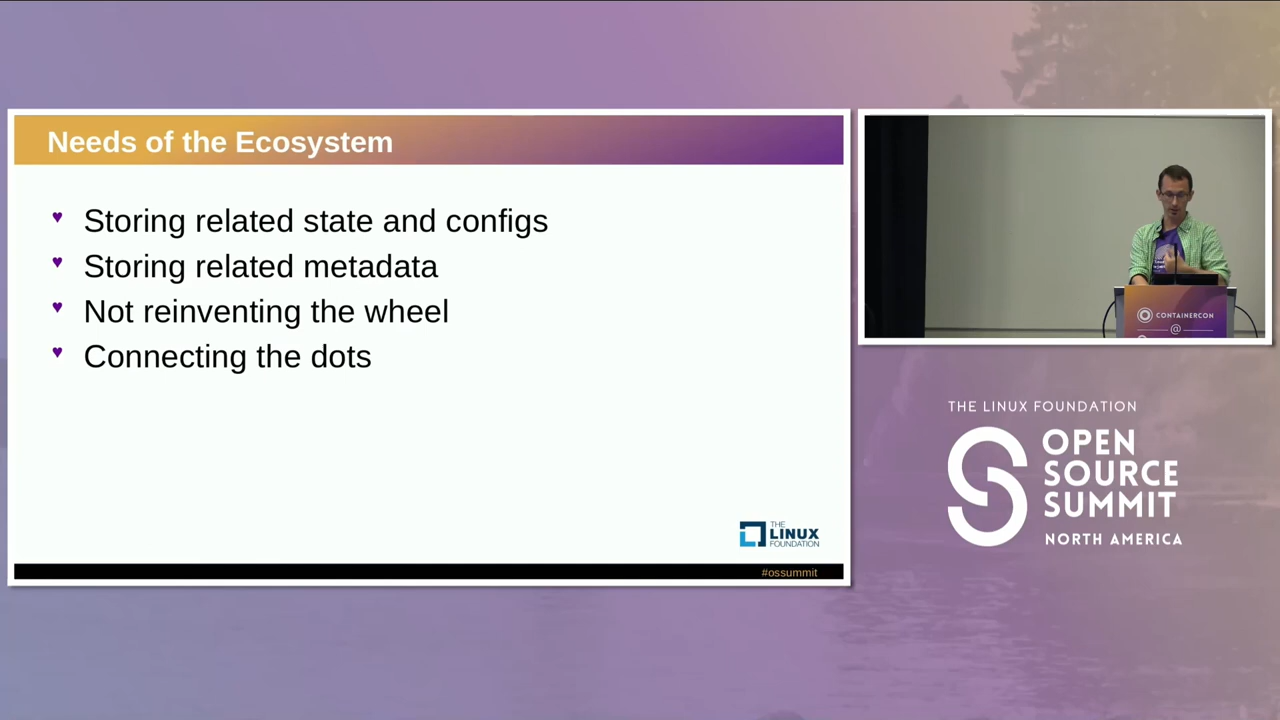 Needs of the Ecosystem
Storing related state and configs
Storing related metadata
Not reinventing the wheel
Connecting the dots
THE
LINUX
FOUNDATION
#ossummit
CONTAINERCON
@
THE LINUX FOUNDATION
OPEN
SOURCE
SUMMIT
NORTH AMERICA